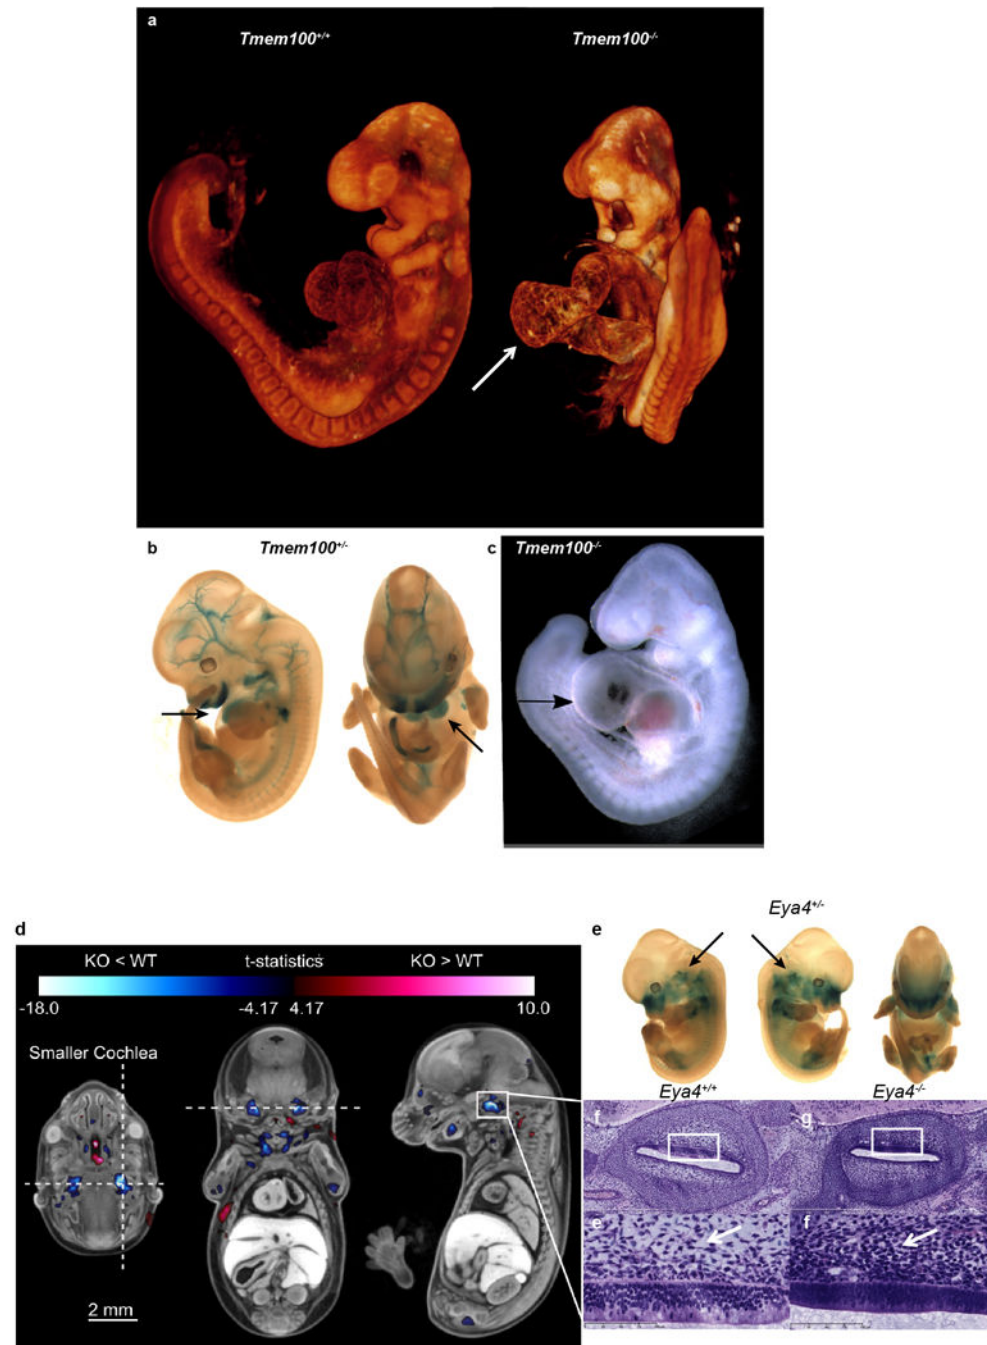 a
Tmem100+/+ Tmem100-/-
b Tmem100+/- c Tmem100-/-
d
KO < WT t-statistics KO > WT
-18.0 -4.17 4.17 10.0
Smaller Cochlea
2 mm
e Eya4+/-
Eya4+/+ Eya4-/-
f g
e f